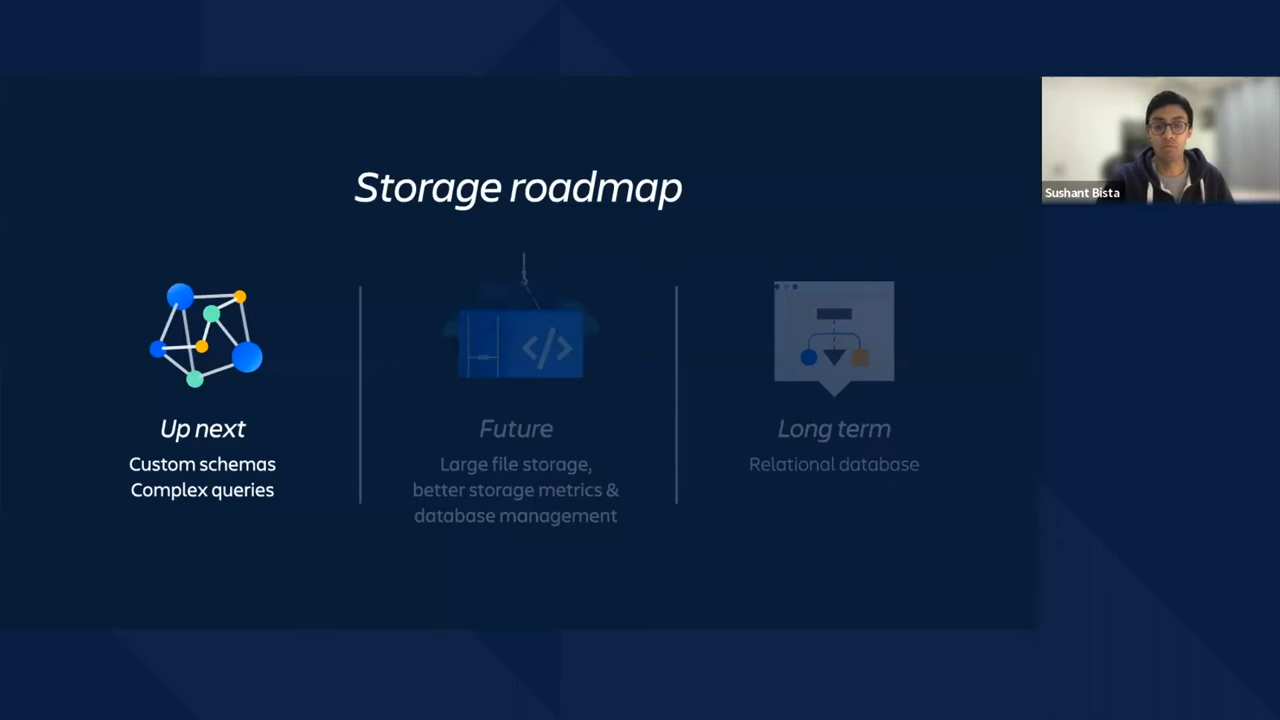 Storage roadmap
Up next
Custom schemas
Complex queries
Future
Large file storage,
better storage metrics &
database management
Long term
Relational database
Sushant Bista